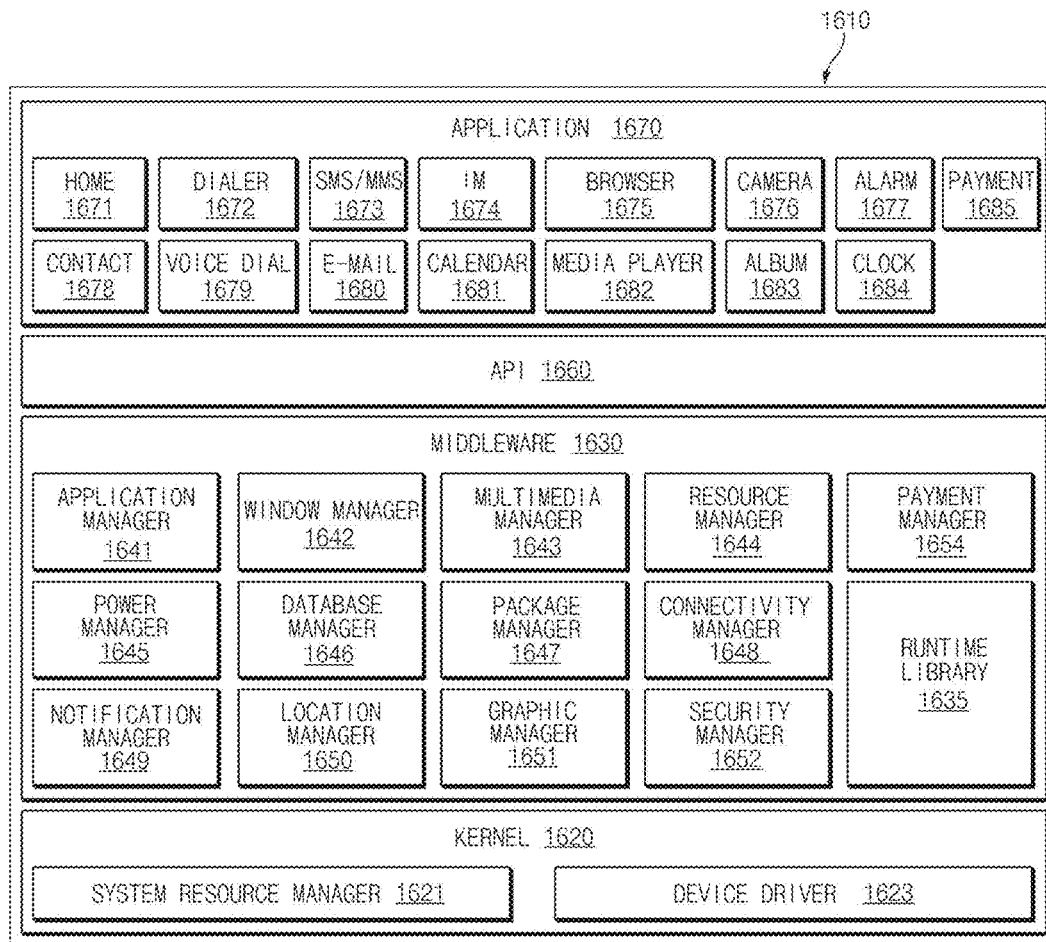 1610
APPLICATION 1670
HOME
1671
DIALER
1672
SMS/MMS
1673
IM
1674
BROWSER
1675
CAMERA
1676
ALARM
1677
PAYMENT
1685
CONTACT
1678
VOICE DIAL
1679
E-MAIL
1680
CALENDAR
1681
MEDIA PLAYER
1682
ALBUM
1683
CLOCK
1684
API 1660
MIDDLEWARE 1630
APPLICATION
MANAGER
1641
WINDOW MANAGER
1642
MULTIMEDIA
MANAGER
1643
RESOURCE
MANAGER
1644
PAYMENT
MANAGER
1654
POWER
MANAGER
1645
DATABASE
MANAGER
1646
PACKAGE
MANAGER
1647
CONNECTIVITY
MANAGER
1648
RUNTIME
LIBRARY
1635
NOTIFICATION
MANAGER
1649
LOCATION
MANAGER
1650
GRAPHIC
MANAGER
1651
SECURITY
MANAGER
1652
KERNEL 1620
SYSTEM RESOURCE MANAGER 1621
DEVICE DRIVER 1623